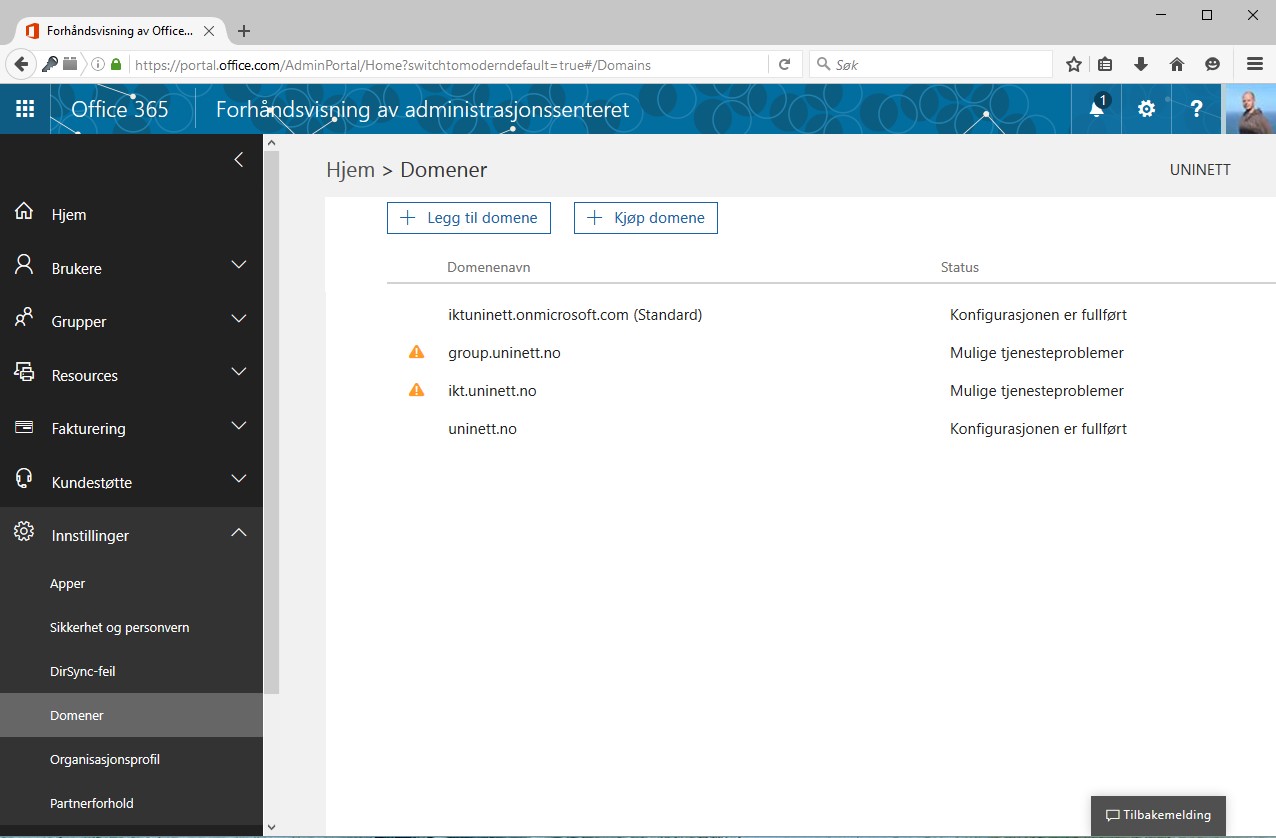 Forhåndsvisning av Office...
https://portal.office.com/AdminPortal/Home?switchtomoderndefault=true#/Domains
Søk
Office 365
Forhåndsvisning av administrasjonssenteret
1
?
Hjem > Domener
UNINETT
Hjem
Brukere
Grupper
Resources
Fakturering
Kundestøtte
Innstillinger
Apper
Sikkerhet og personvern
DirSync-feil
Domener
Organisasjonsprofil
Partnerforhold
+ Legg til domene
+ Kjøp domene
Domenenavn Status
iktuninett.onmicrosoft.com (Standard) Konfigurasjonen er fullført
group.uninett.no Mulige tjenesteproblemer
ikt.uninett.no Mulige tjenesteproblemer
uninett.no Konfigurasjonen er fullført
Tilbakemelding